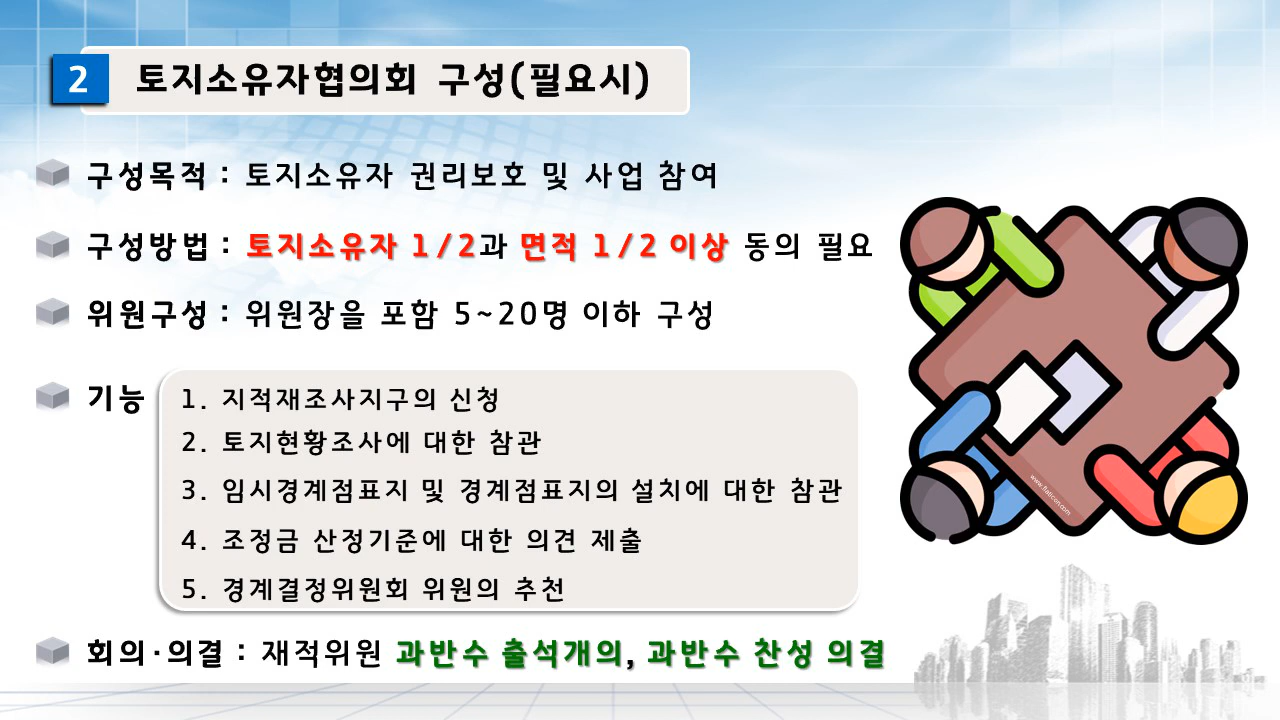 2 토지소유자협의회 구성(필요시)
구성목적 : 토지소유자 권리보호 및 사업 참여
구성방법 : 토지소유자 1/2과 면적 1/2 이상 동의 필요
위원구성 : 위원장을 포함 5~20명 이하 구성
기능
1. 지적재조사지구의 신청
2. 토지현황조사에 대한 참관
3. 임시경계점표지 및 경계점표지의 설치에 대한 참관
4. 조정금 산정기준에 대한 의견 제출
5. 경계결정위원회 위원의 추천
회의·의결 : 재적위원 과반수 출석개의, 과반수 찬성 의결
www.flaticon.com